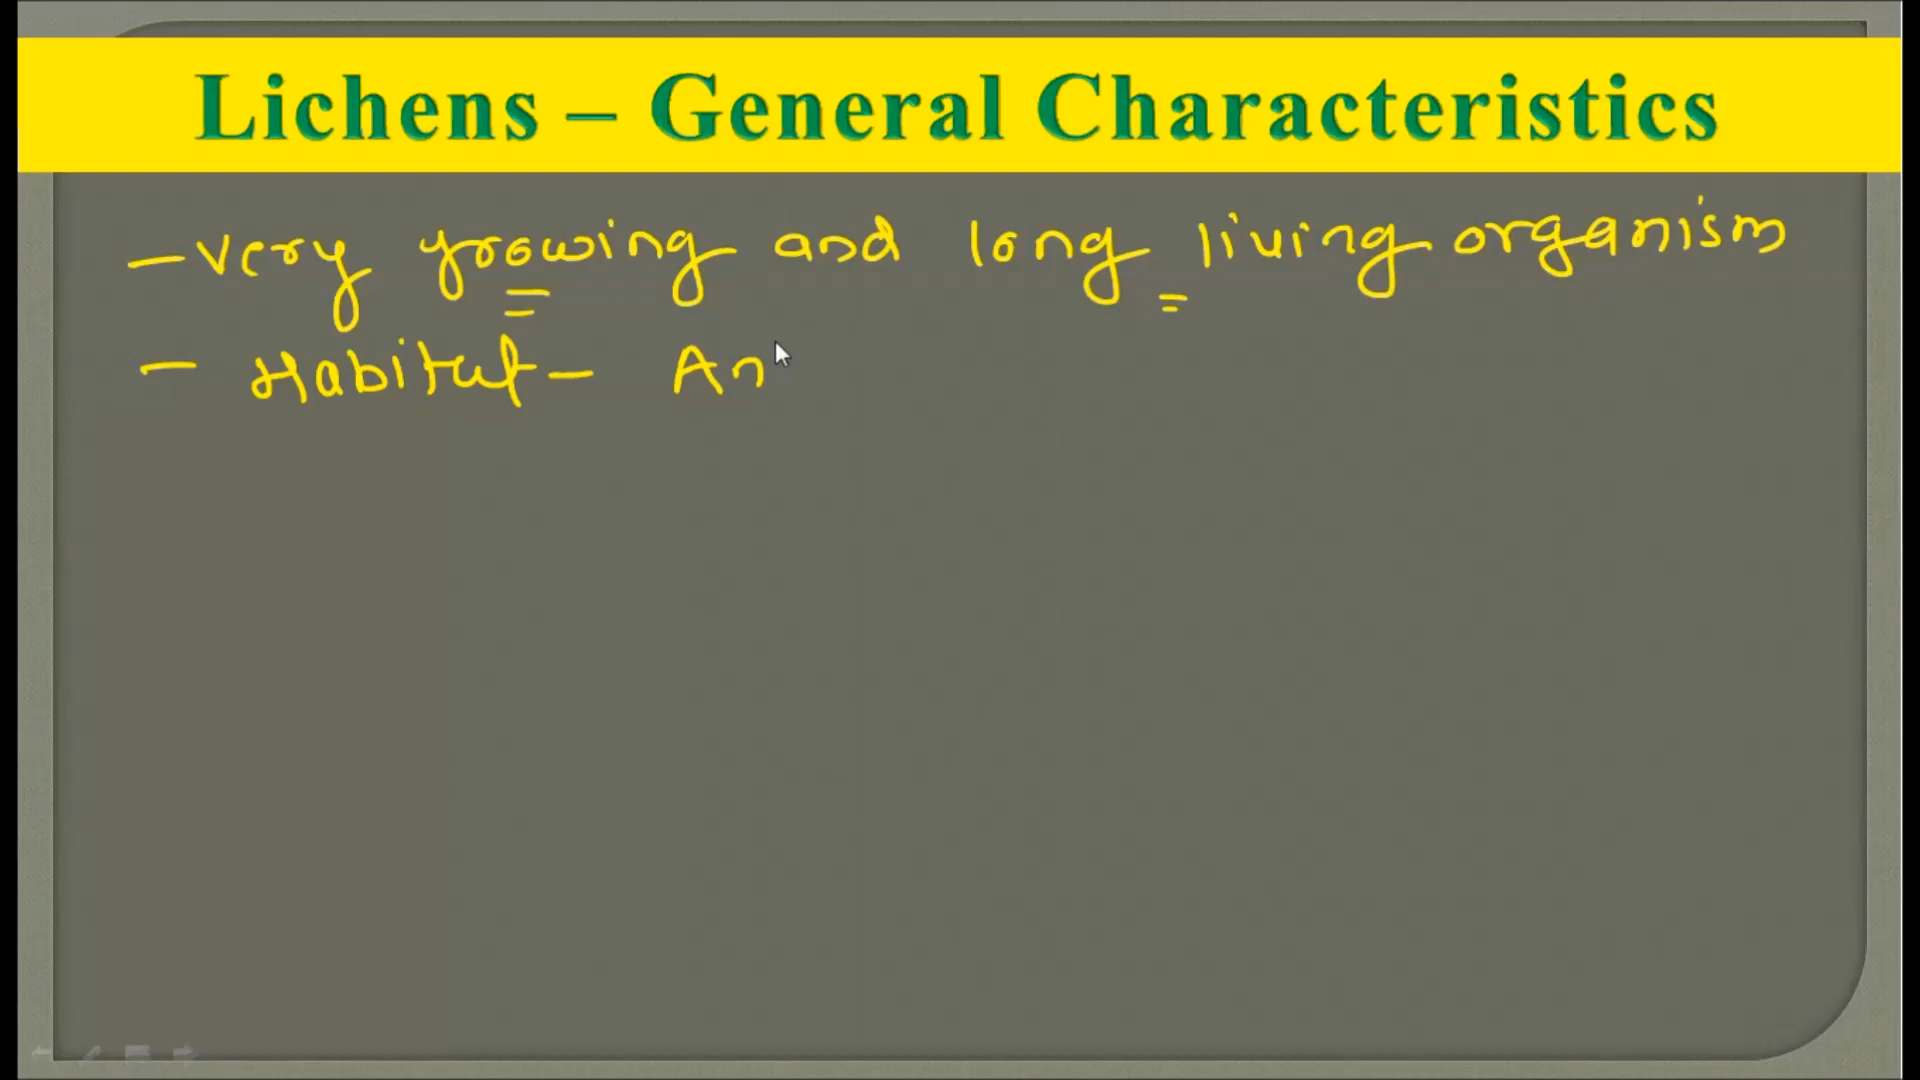 Lichens – General Characteristics
– very growing and long living organism
– Habitat – An